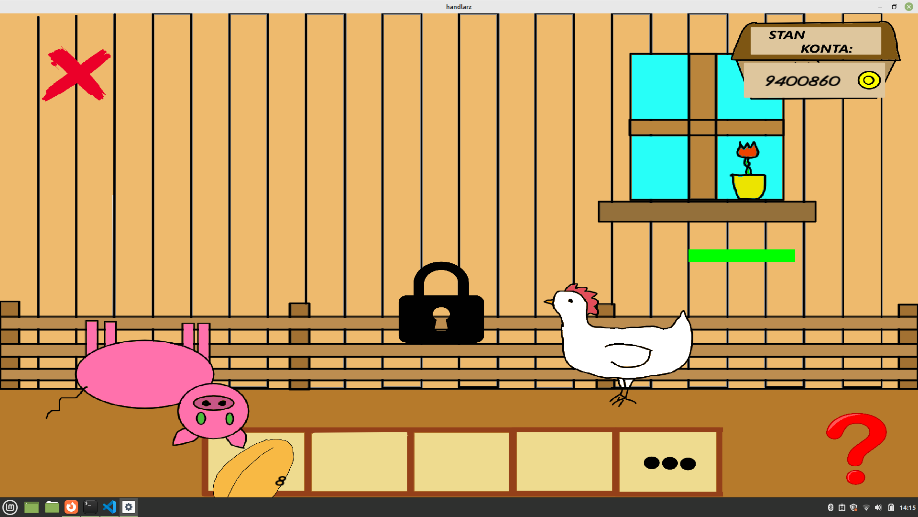 handlarz
STAN
KONTA:
9400860
8
14:15